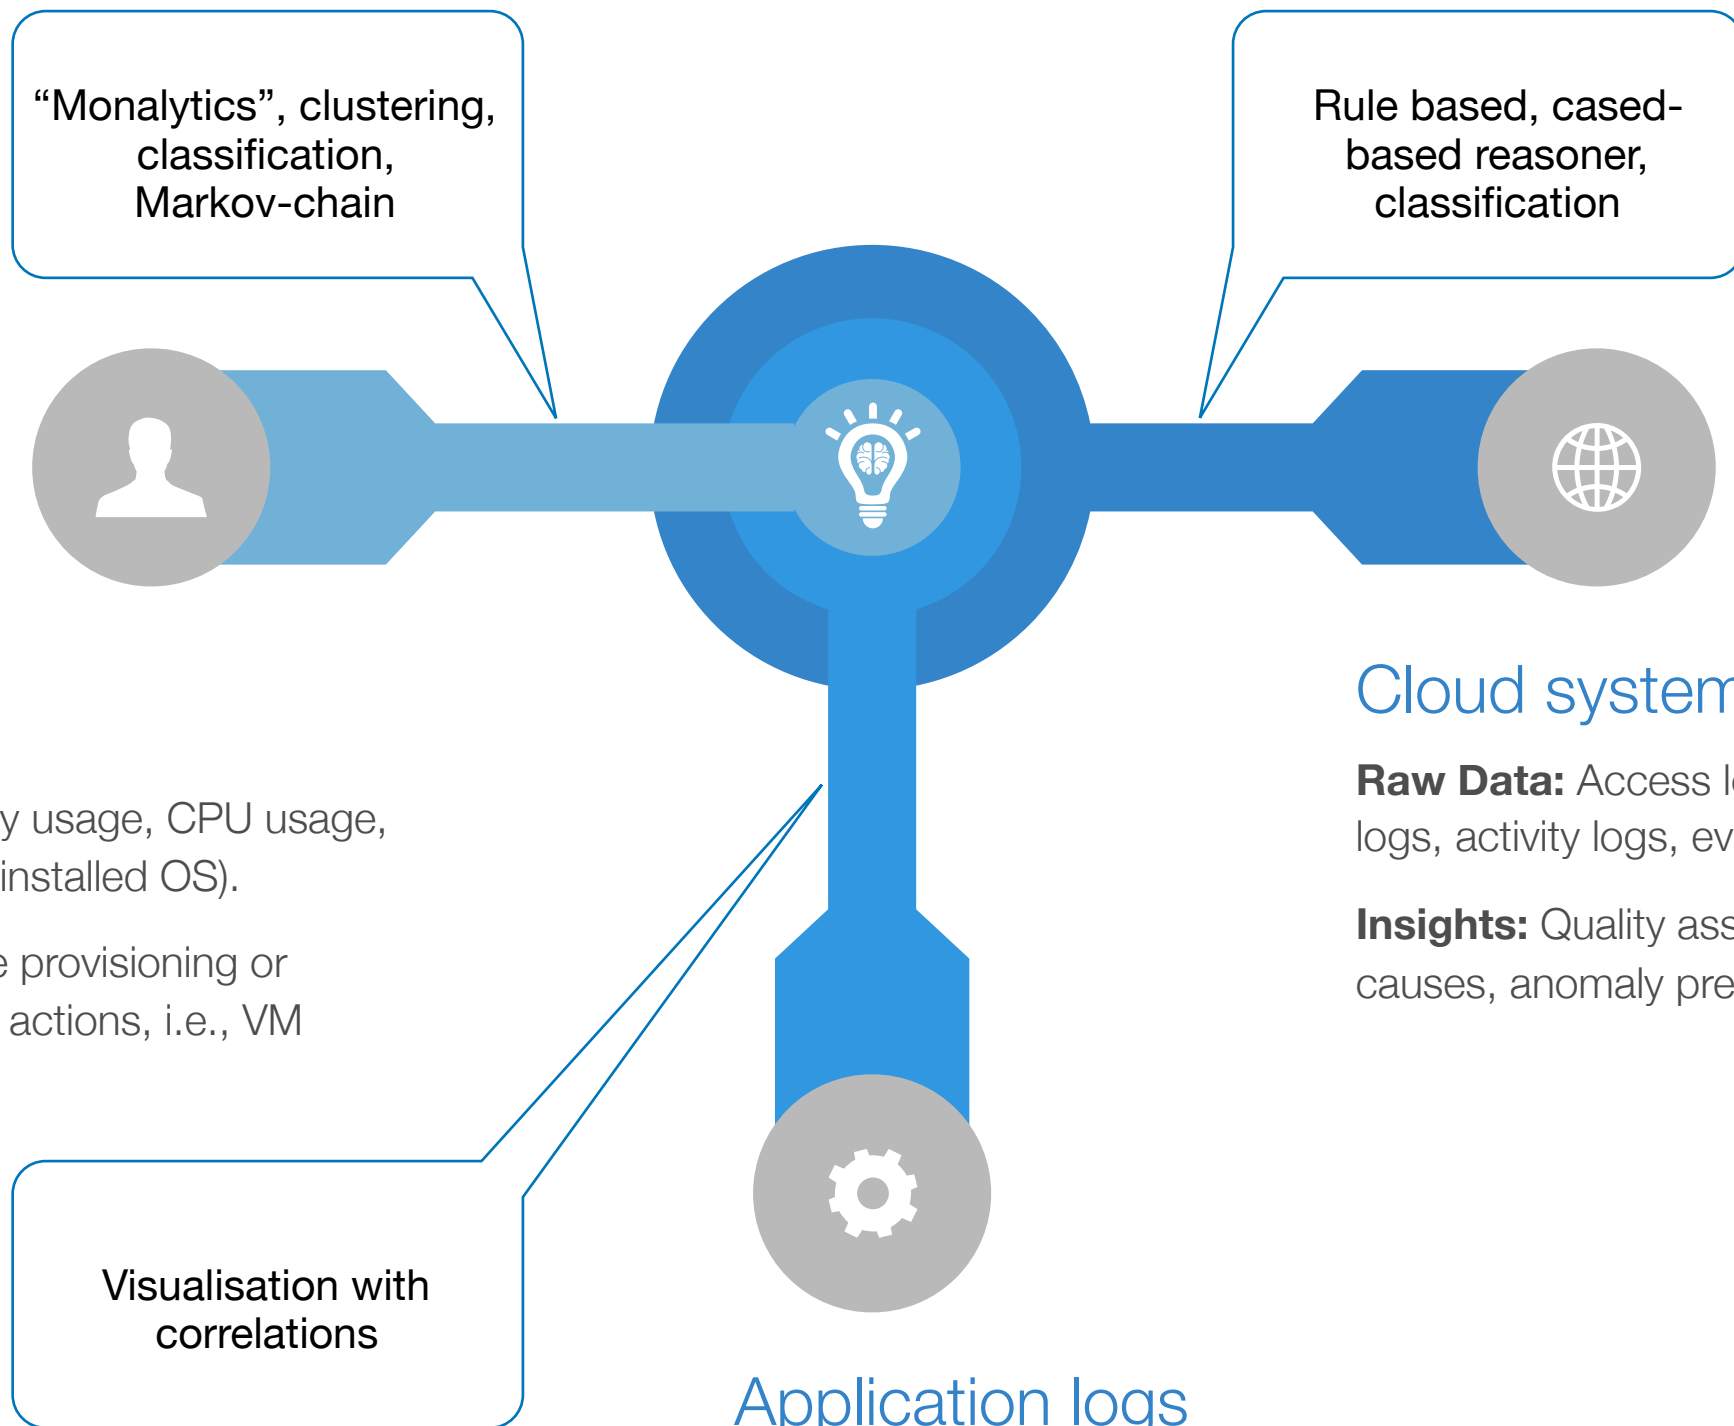 “Monalytics”, clustering,
classification,
Markov-chain
Rule based, cased-
based reasoner,
classification
usage, CPU usage,
installed OS).
provisioning or
actions, i.e., VM
Cloud system
Raw Data: Access
logs, activity logs,
Insights: Quality
causes, anomaly
Visualisation with
correlations
Application logs